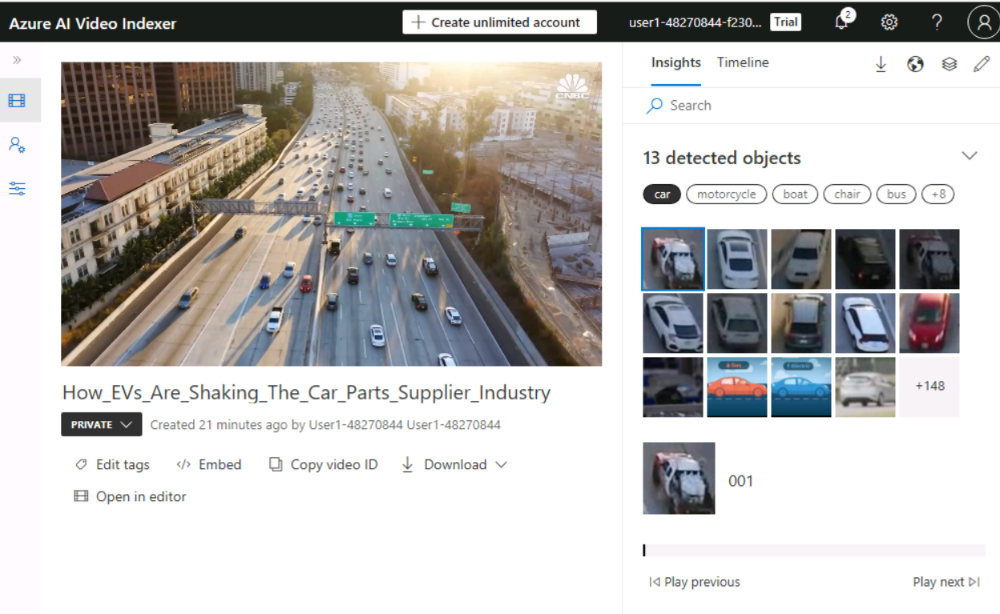 Azure AI Video Indexer
Create unlimited account
user1-48270844-f230...
Trial
2
Insights
Timeline
Search
CNBC
13 detected objects
car
motorcycle
boat
chair
bus
+8
+148
How_EVs_Are_Shaking_The_Car_Parts_Supplier_Industry
PRIVATE
Created 21 minutes ago by User1-48270844 User1-48270844
Edit tags
</> Embed
Copy video ID
Download
Open in editor
001
Play previous
Play next